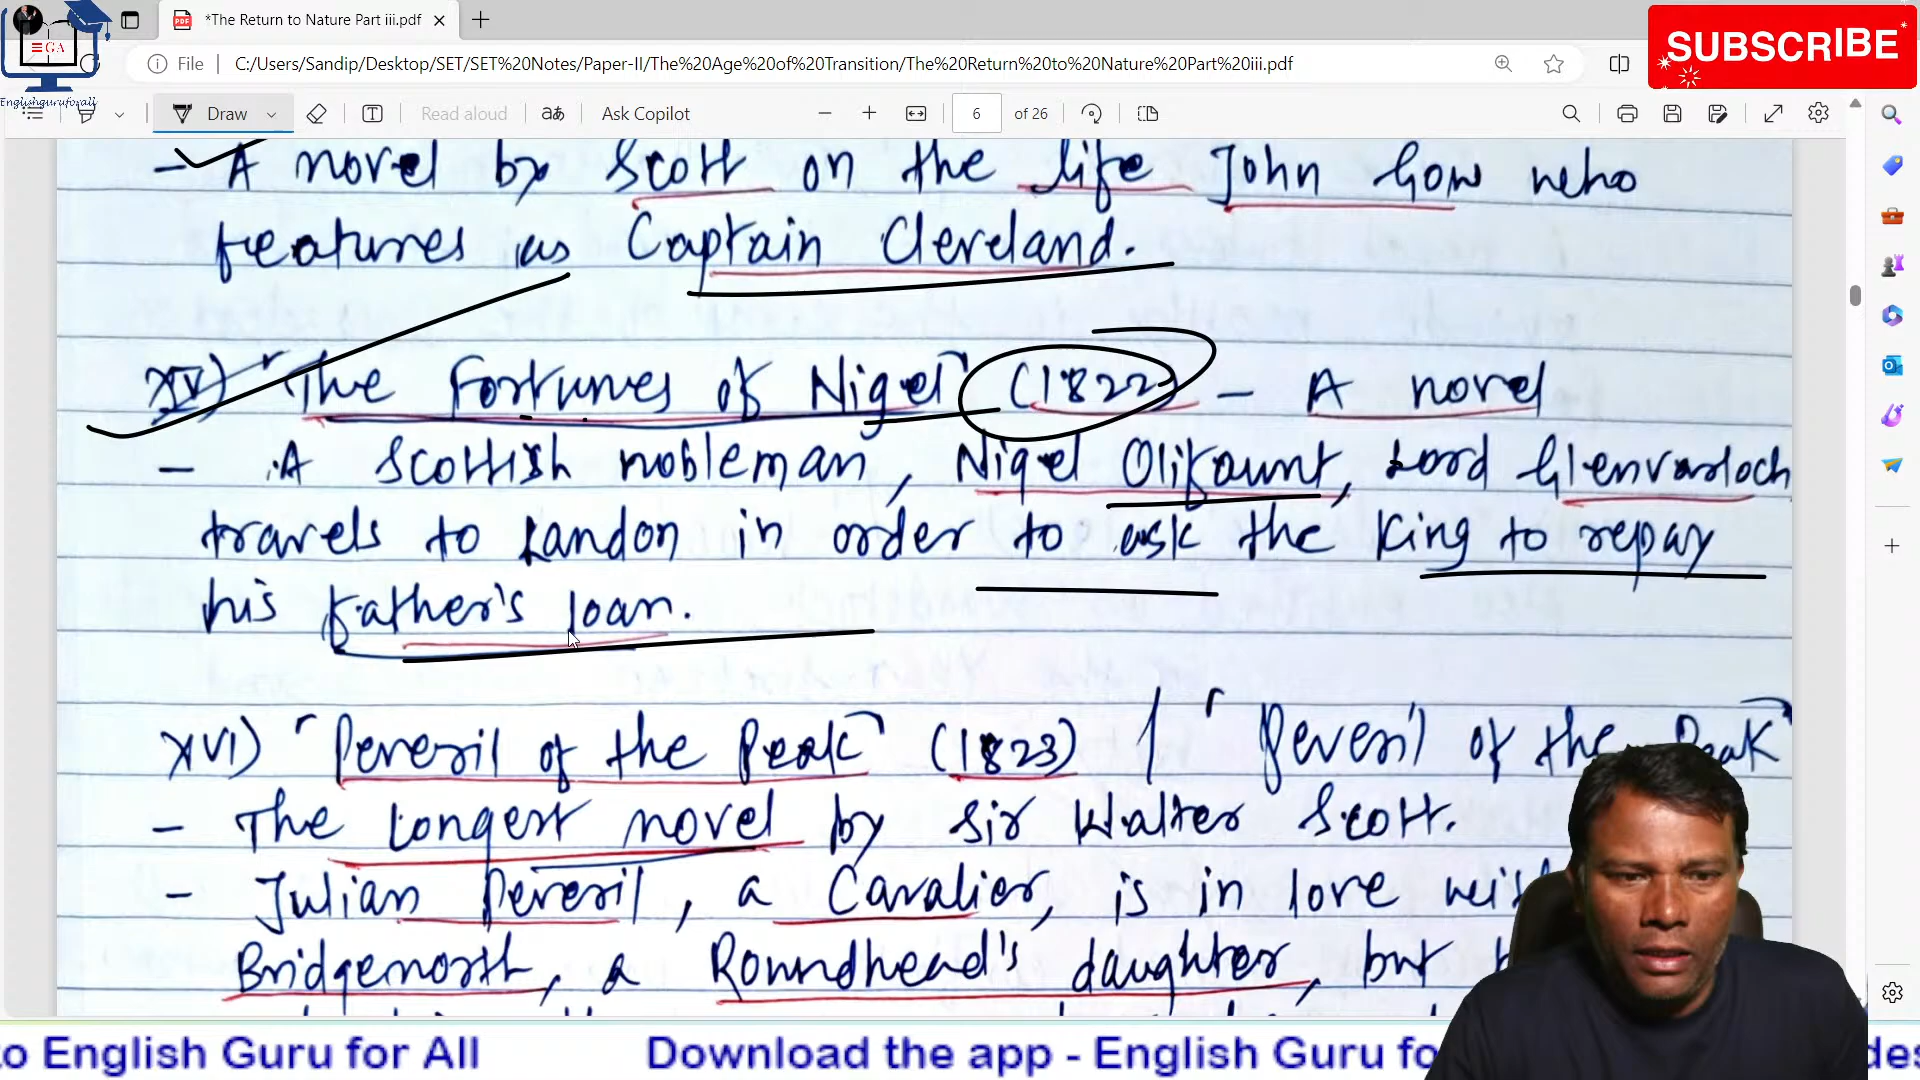 *The Return to Nature Part iii.pdf
SUBSCRIBE
GA
File C:/Users/Sandip/Desktop/SET/SET%20Notes/Paper-II/The%20Age%20of%20Transition/The%20Return%20to%20Nature%20Part%20iii.pdf
Englishguruforall
Draw Read aloud Ask Copilot 6 of 26
- A novel by Scott on the life John Gow who
features as Captain Cleveland.
XV) "The Fortunes of Nigel" (1822) - A novel
- A Scottish nobleman, Nigel Olifaunt, Lord Glenvarloch
travels to London in order to ask the King to repay
his father's loan.
XVI) "Peveril of the Peak" (1823) / "Peveril of the Peak"
- The longest novel by Sir Walter Scott.
- Julian Peveril, a Cavalier, is in love
Bridgenorth, a Roundhead's daughter, but
to English Guru for All Download the app - English Guru fo des